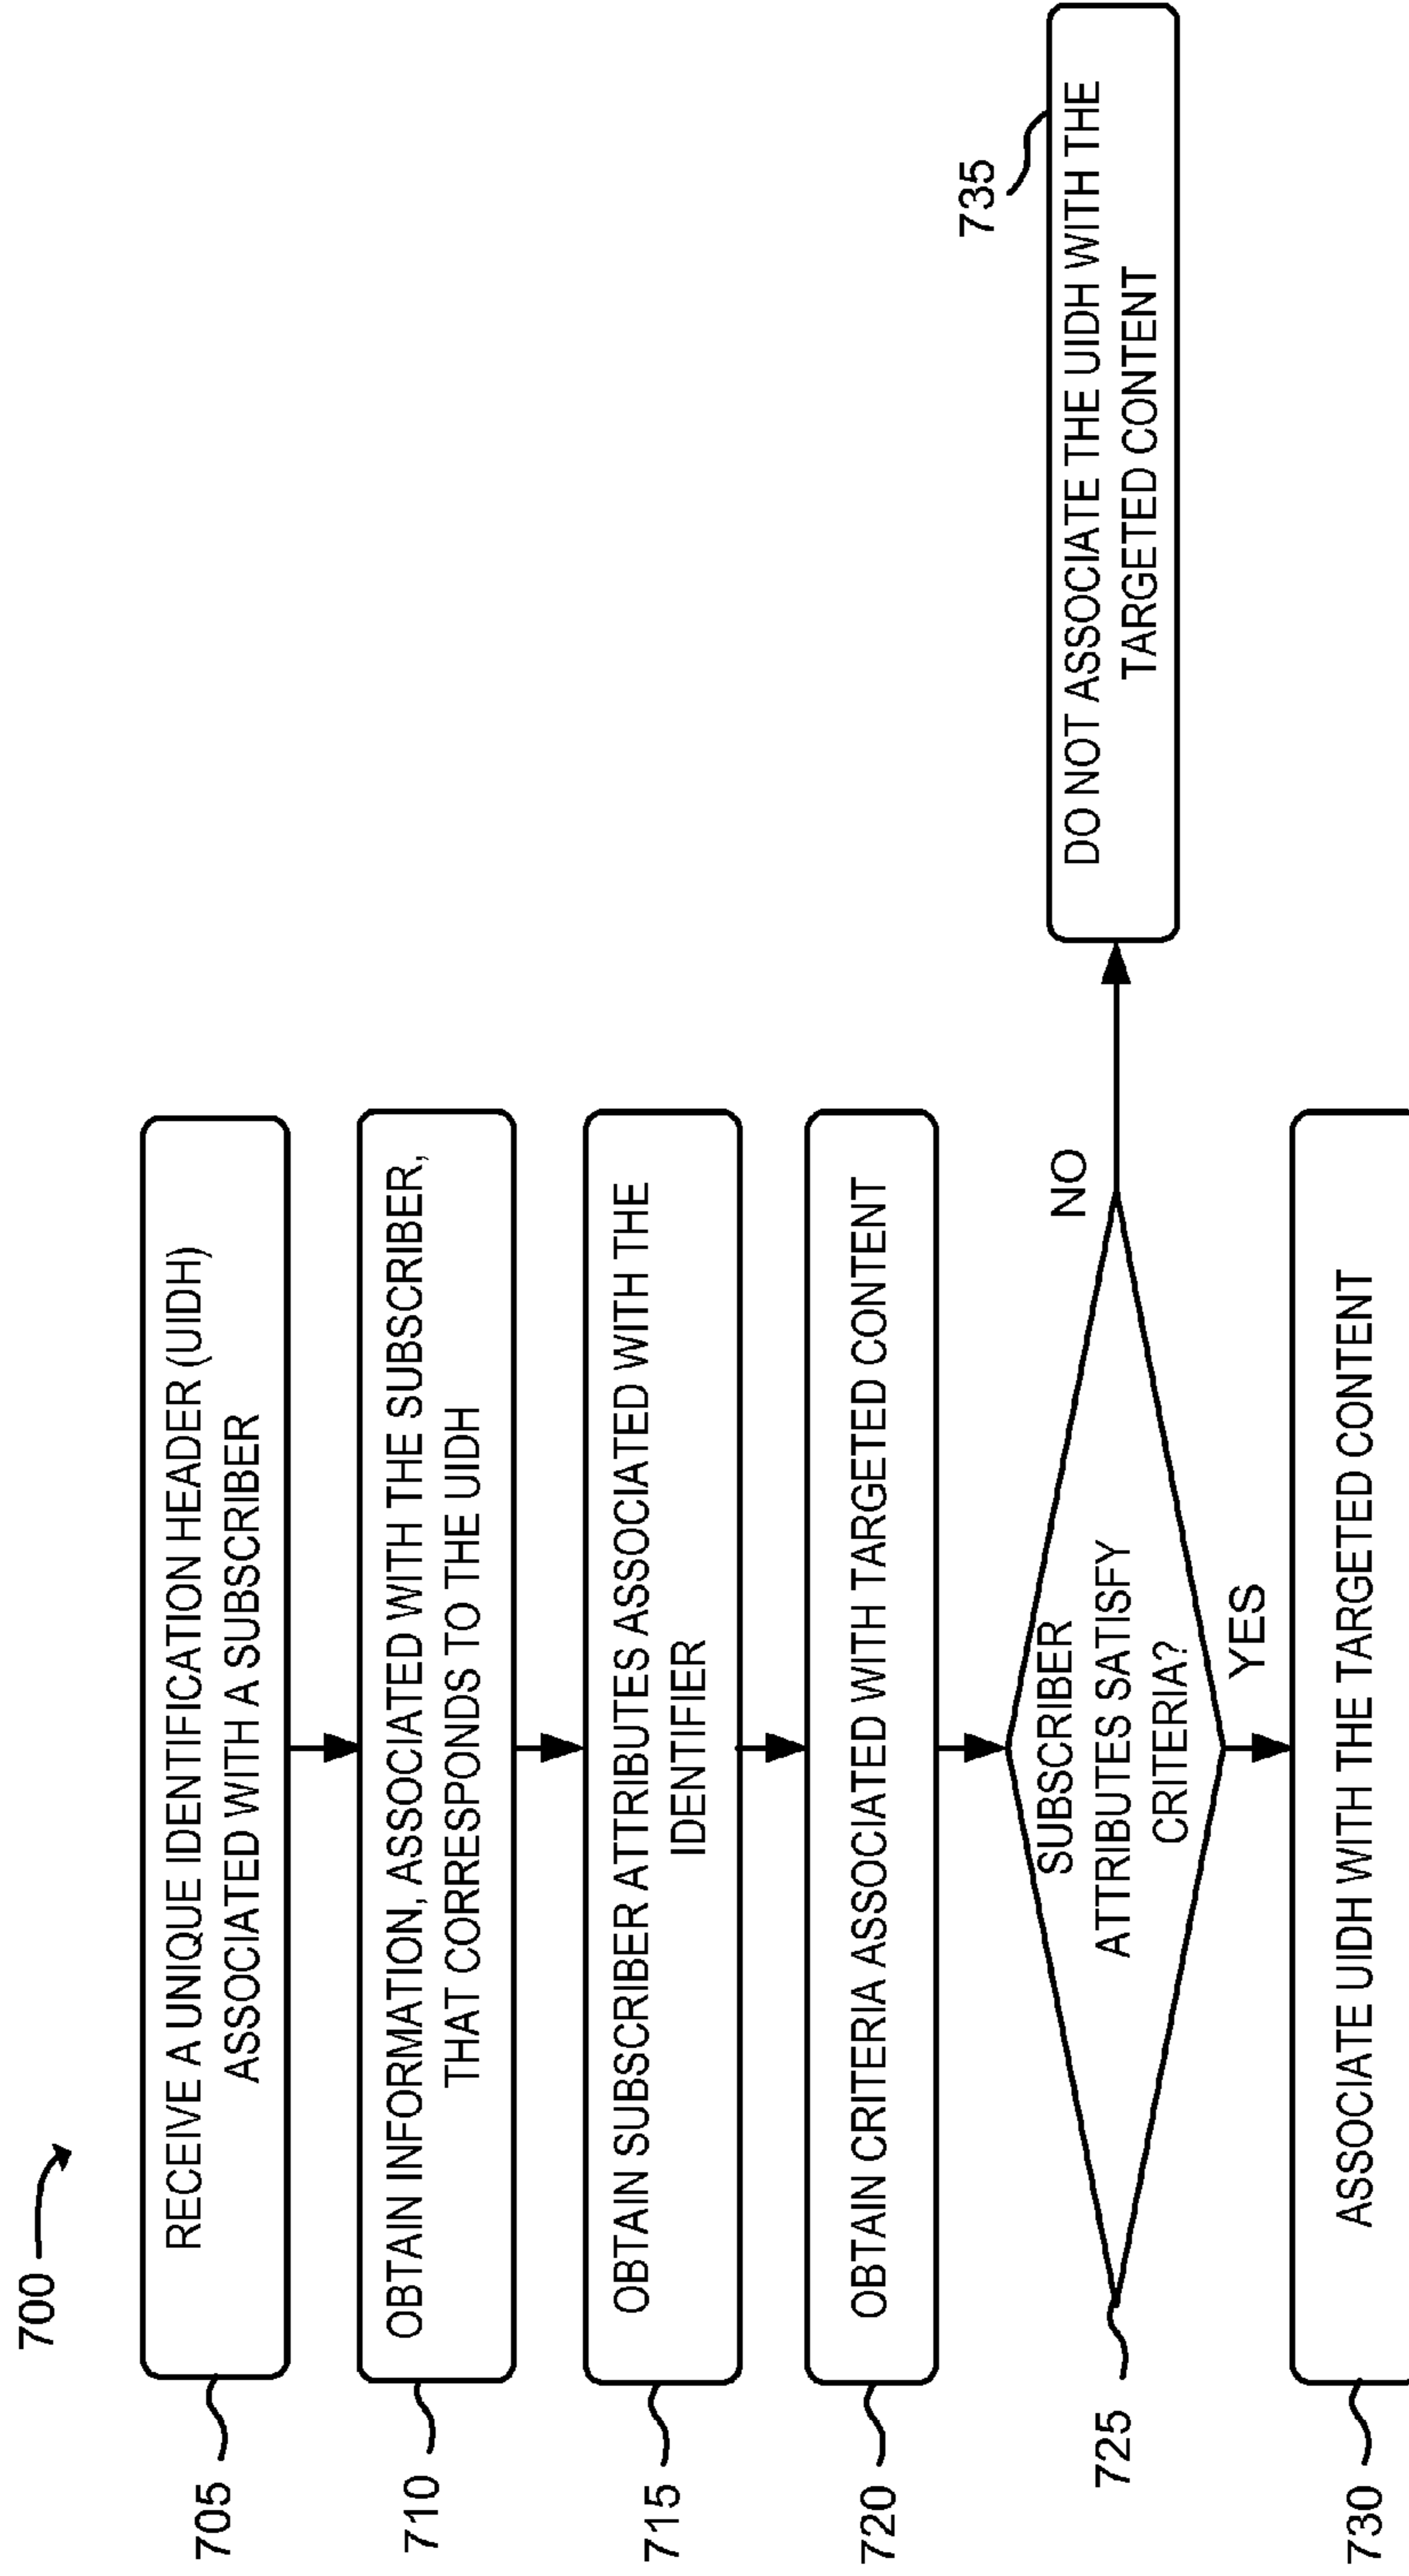 700
705
RECEIVE A UNIQUE IDENTIFICATION HEADER (UIDH)
ASSOCIATED WITH A SUBSCRIBER
710
OBTAIN INFORMATION, ASSOCIATED WITH THE SUBSCRIBER,
THAT CORRESPONDS TO THE UIDH
715
OBTAIN SUBSCRIBER ATTRIBUTES ASSOCIATED WITH THE
IDENTIFIER
720
OBTAIN CRITERIA ASSOCIATED WITH TARGETED CONTENT
725
SUBSCRIBER
ATTRIBUTES SATISFY
CRITERIA?
NO
735
DO NOT ASSOCIATE THE UIDH WITH THE
TARGETED CONTENT
YES
730
ASSOCIATE UIDH WITH THE TARGETED CONTENT